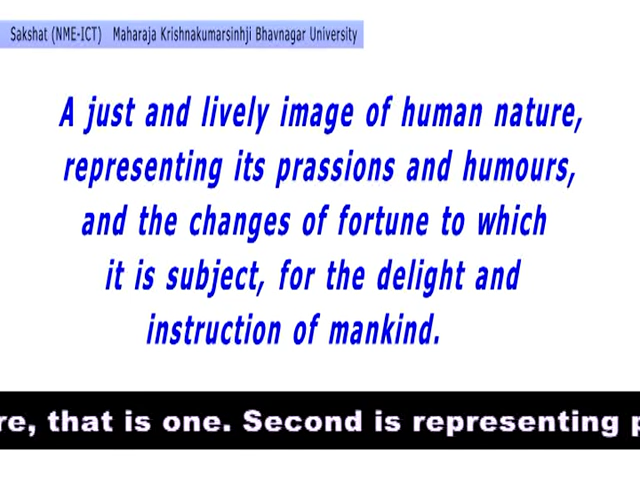 Sakshat (NME-ICT) Maharaja Krishnakumarsinhji Bhavnagar University
A just and lively image of human nature,
representing its prassions and humours,
and the changes of fortune to which
it is subject, for the delight and
instruction of mankind.
re, that is one. Second is representing p